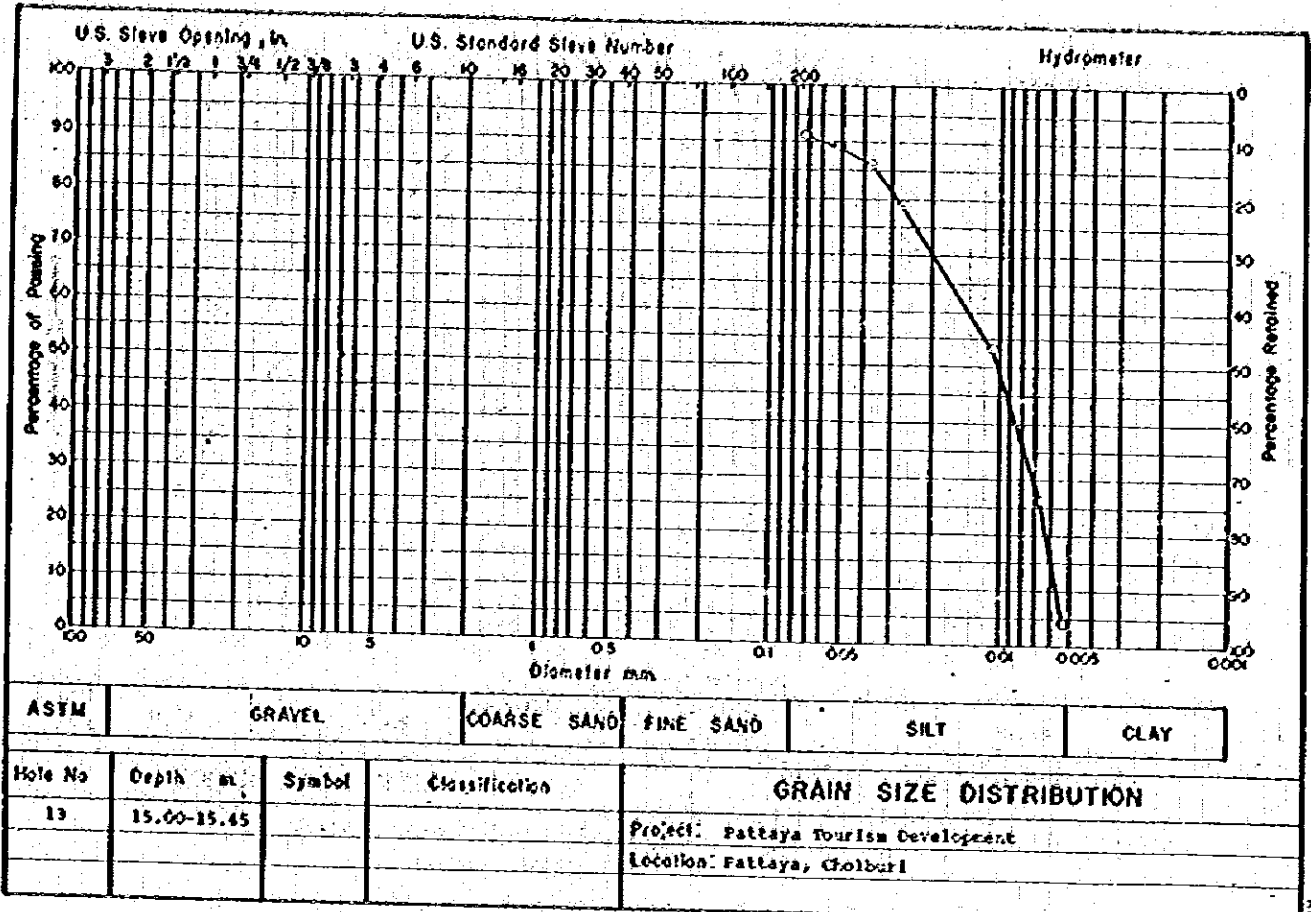 U.S. Sieve Opening, in. U.S. Standard Sieve Number Hydrometer
3 2 1½ 1 3/4 1/2 3/8 3 4 6 10 16 20 30 40 50 100 200
100 90 80 70 60 50 40 30 20 10 0
Percentage of Passing
0 10 20 30 40 50 60 70 80 90 100
Percentage Retained
100 50 10 5 1 0.5 0.1 0.05 0.01 0.005 0.001
Diameter mm.
ASTM GRAVEL COARSE SAND FINE SAND SILT CLAY
Hole No Depth m. Symbol Classification GRAIN SIZE DISTRIBUTION
13 15.00-15.45
Project: Pattaya Tourism Development
Location: Pattaya, Cholburi